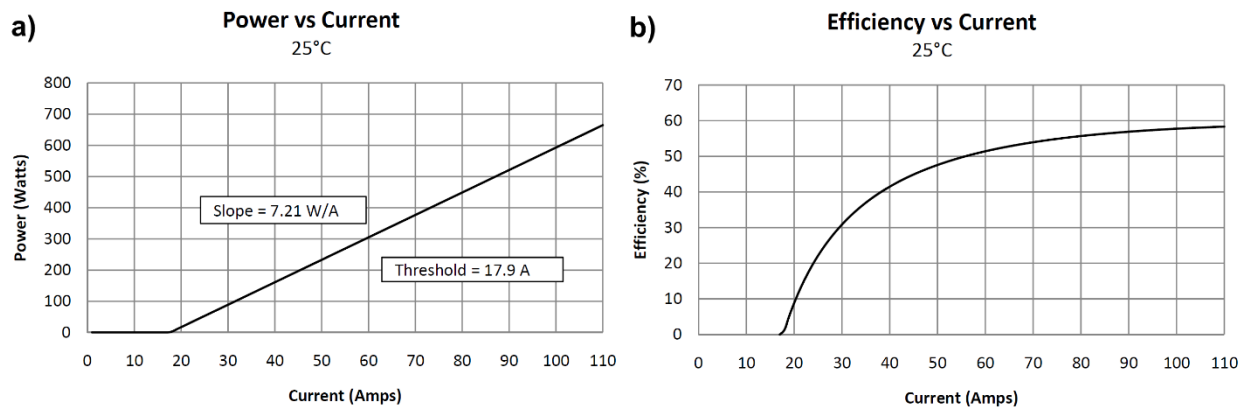 a)
Power vs Current
25°C
Power (Watts)
800
700
600
500
400
300
200
100
0
Slope = 7.21 W/A
Threshold = 17.9 A
0 10 20 30 40 50 60 70 80 90 100 110
Current (Amps)
b)
Efficiency vs Current
25°C
Efficiency (%)
70
60
50
40
30
20
10
0
0 10 20 30 40 50 60 70 80 90 100 110
Current (Amps)